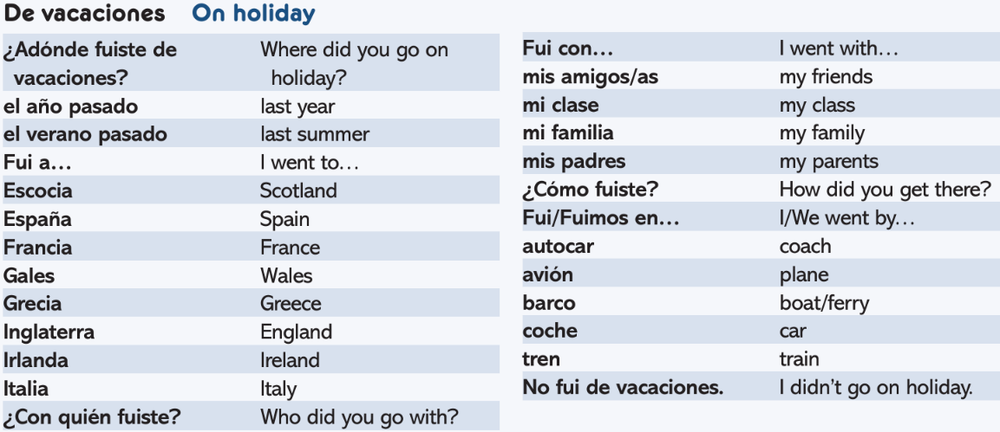 De vacaciones On holiday
¿Adónde fuiste de Where did you go on
vacaciones? holiday?
el año pasado last year
el verano pasado last summer
Fui a… I went to…
Escocia Scotland
España Spain
Francia France
Gales Wales
Grecia Greece
Inglaterra England
Irlanda Ireland
Italia Italy
¿Con quién fuiste? Who did you go with?
Fui con… I went with…
mis amigos/as my friends
mi clase my class
mi familia my family
mis padres my parents
¿Cómo fuiste? How did you get there?
Fui/Fuimos en… I/We went by…
autocar coach
avión plane
barco boat/ferry
coche car
tren train
No fui de vacaciones. I didn't go on holiday.